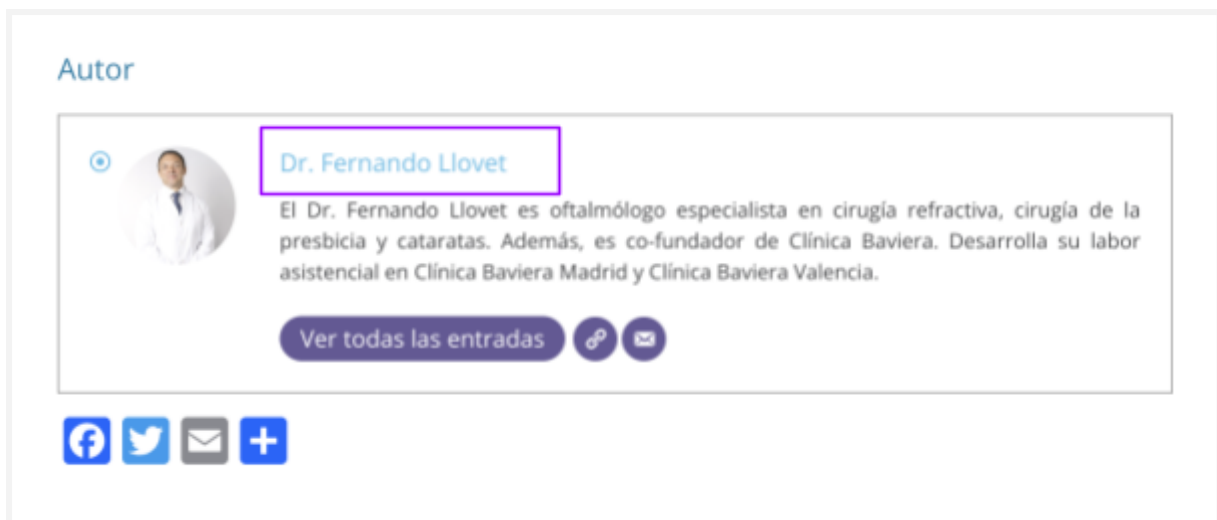 Autor
Dr. Fernando Llovet
El Dr. Fernando Llovet es oftalmólogo especialista en cirugía refractiva, cirugía de la
presbicia y cataratas. Además, es co-fundador de Clínica Baviera. Desarrolla su labor
asistencial en Clínica Baviera Madrid y Clínica Baviera Valencia.
Ver todas las entradas